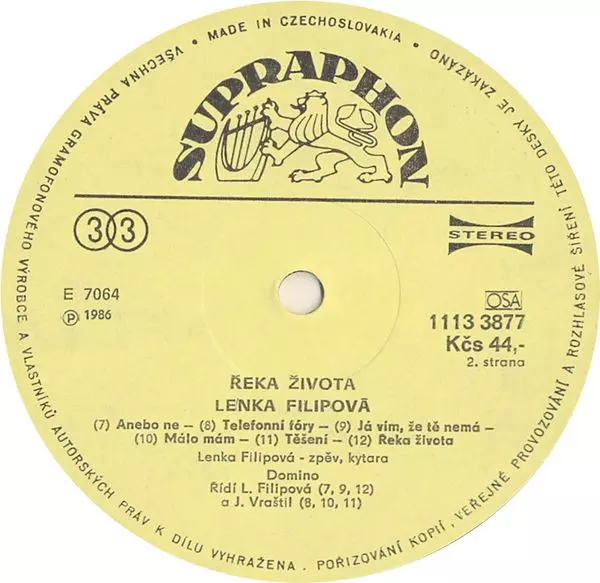 VŠECHNA PRÁVA GRAMOFONOVÉHO VÝROBCE A VLASTNÍKŮ AUTORSKÝCH PRÁV K DÍLU VYHRAŽENA. POŘIZOVÁNÍ KOPIÍ, VEŘEJNÉ PROVOZOVÁNÍ A ROZHLASOVÉ ŠÍŘENÍ TÉTO DESKY JE ZAKÁZÁNO • MADE IN CZECHOSLOVAKIA •
SUPRAPHON
33
STEREO
E 7064
Ⓟ 1986
OSA
1113 3877
Kčs 44,-
2. strana
ŘEKA ŽIVOTA
LENKA FILIPOVÁ
(7) Anebo ne – (8) Telefonní fóry – (9) Já vím, že tě nemá –
(10) Málo mám – (11) Těšení – (12) Řeka života
Lenka Filipová - zpěv, kytara
Domino
Řídí L. Filipová (7, 9, 12)
a J. Vraštil (8, 10, 11)